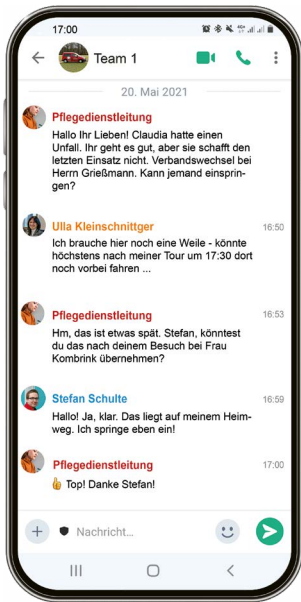 17:00
Team 1
20. Mai 2021
Pflegedienstleitung
Hallo Ihr Lieben! Claudia hatte einen
Unfall. Ihr geht es gut, aber sie schafft den
letzten Einsatz nicht. Verbandswechsel bei
Herrn Grießmann. Kann jemand einsprin-
gen?
Ulla Kleinschnittger 16:50
Ich brauche hier noch eine Weile - könnte
höchstens nach meiner Tour um 17:30 dort
noch vorbei fahren ...
Pflegedienstleitung 16:53
Hm, das ist etwas spät. Stefan, könntest
du das nach deinem Besuch bei Frau
Kombrink übernehmen?
Stefan Schulte 16:59
Hallo! Ja, klar. Das liegt auf meinem Heim-
weg. Ich springe eben ein!
Pflegedienstleitung 17:00
👍 Top! Danke Stefan!
Nachricht...